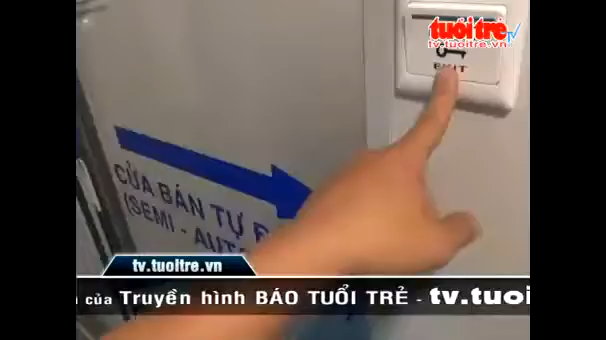 tuổi trẻ TV
tv.tuoitre.vn
EXIT
CỬA BÁN TỰ
(SEMI - AUTO
tv.tuoitre.vn
của Truyền hình BÁO TUỔI TRẺ - tv.tuoi